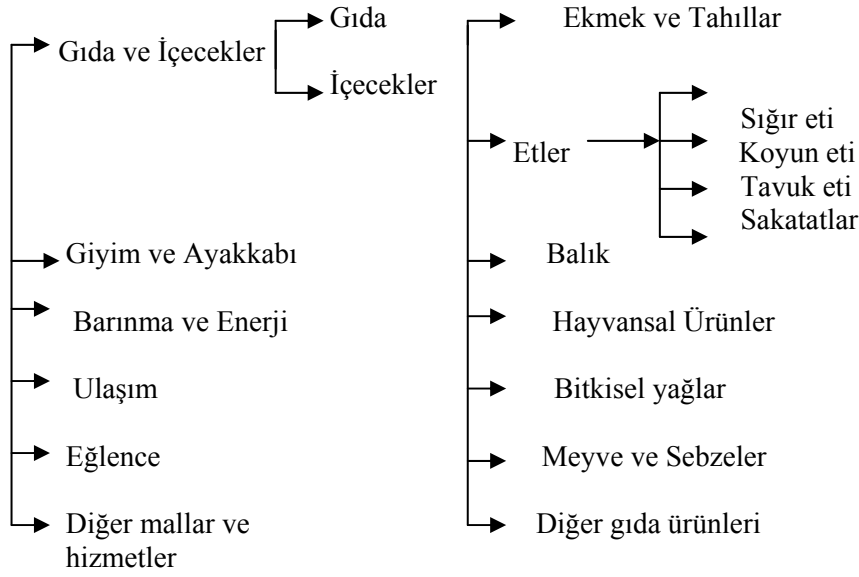 Gıda ve İçecekler
Gıda
İçecekler
Giyim ve Ayakkabı
Barınma ve Enerji
Ulaşım
Eğlence
Diğer mallar ve
hizmetler
Ekmek ve Tahıllar
Etler
Sığır eti
Koyun eti
Tavuk eti
Sakatatlar
Balık
Hayvansal Ürünler
Bitkisel yağlar
Meyve ve Sebzeler
Diğer gıda ürünleri